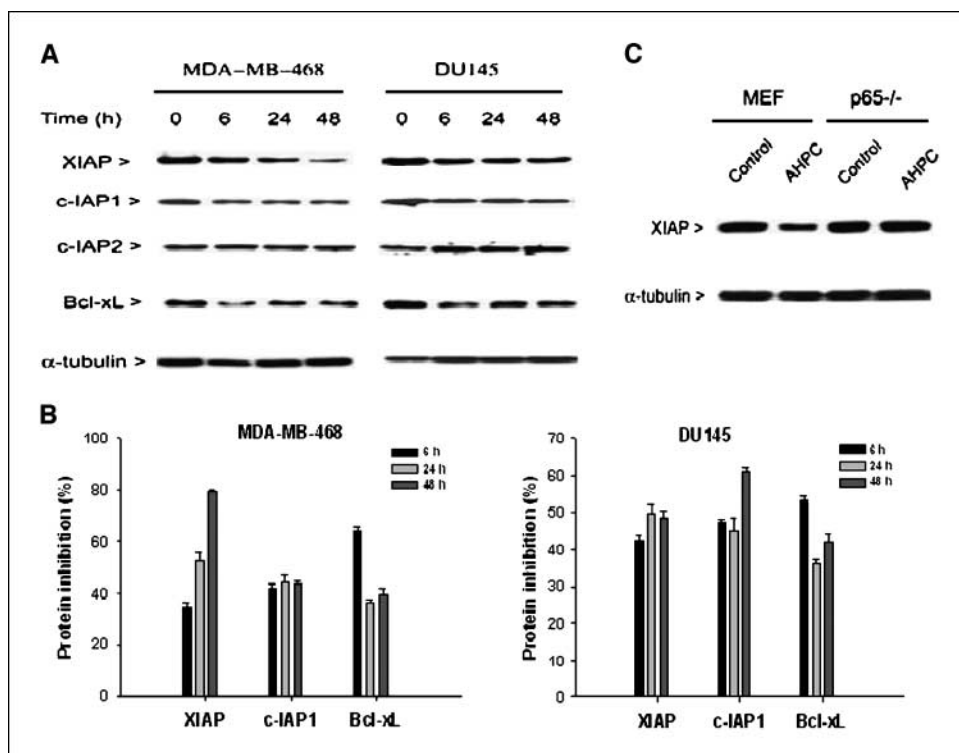 A
MDA-MB-468 DU145
Time (h) 0 6 24 48 0 6 24 48
XIAP >
c-IAP1 >
c-IAP2 >
Bcl-xL >
α-tubulin >
C
MEF p65-/-
Control AHPC Control AHPC
XIAP >
α-tubulin >
B
MDA-MB-468
100
80
60
40
20
0
Protein inhibition (%)
6 h
24 h
48 h
XIAP c-IAP1 Bcl-xL
DU145
70
60
50
40
30
20
10
0
Protein inhibition (%)
6 h
24 h
48 h
XIAP c-IAP1 Bcl-xL